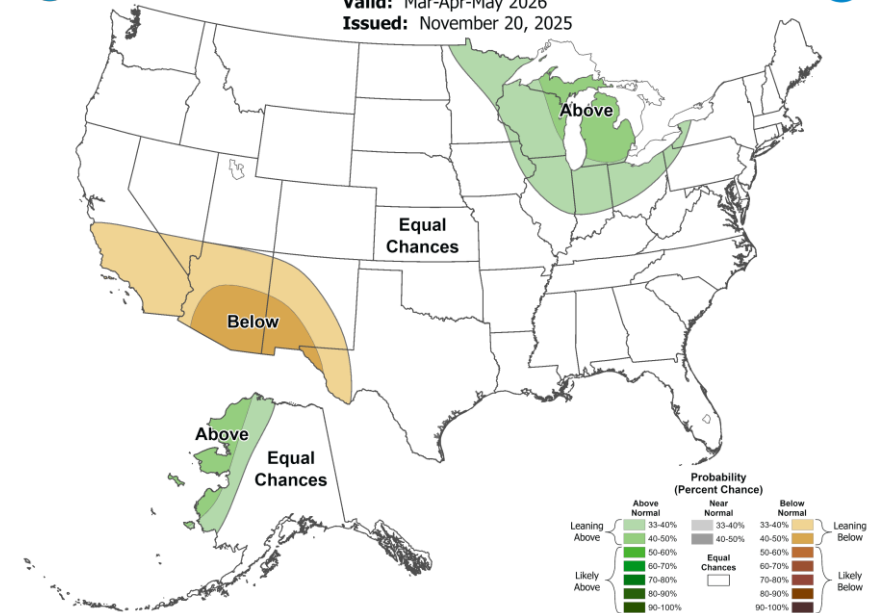 Valid: Mar-Apr-May 2026
Issued: November 20, 2025
Above
Equal
Chances
Below
Above
Equal
Chances
Probability
(Percent Chance)
Above
Normal
Near
Normal
Below
Normal
Leaning
Above
33-40%
40-50%
Likely
Above
50-60%
60-70%
70-80%
80-90%
90-100%
33-40%
40-50%
Equal
Chances
33-40%
40-50%
Leaning
Below
50-60%
60-70%
70-80%
80-90%
90-100%
Likely
Below